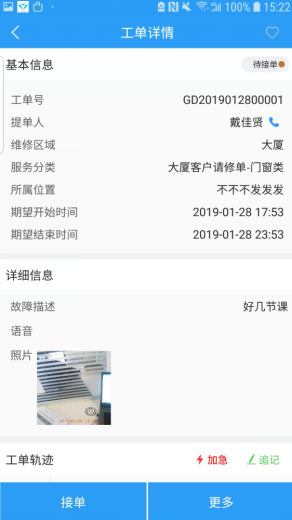 100% 15:22
工单详情
基本信息
待接单
工单号 GD2019012800001
提单人 戴佳贤
维修区域 大厦
服务分类 大厦客户请修单-门窗类
所属位置 不不不发发发
期望开始时间 2019-01-28 17:53
期望结束时间 2019-01-28 23:53
详细信息
故障描述 好几节课
语音
照片
工单轨迹 加急 追记
接单 更多